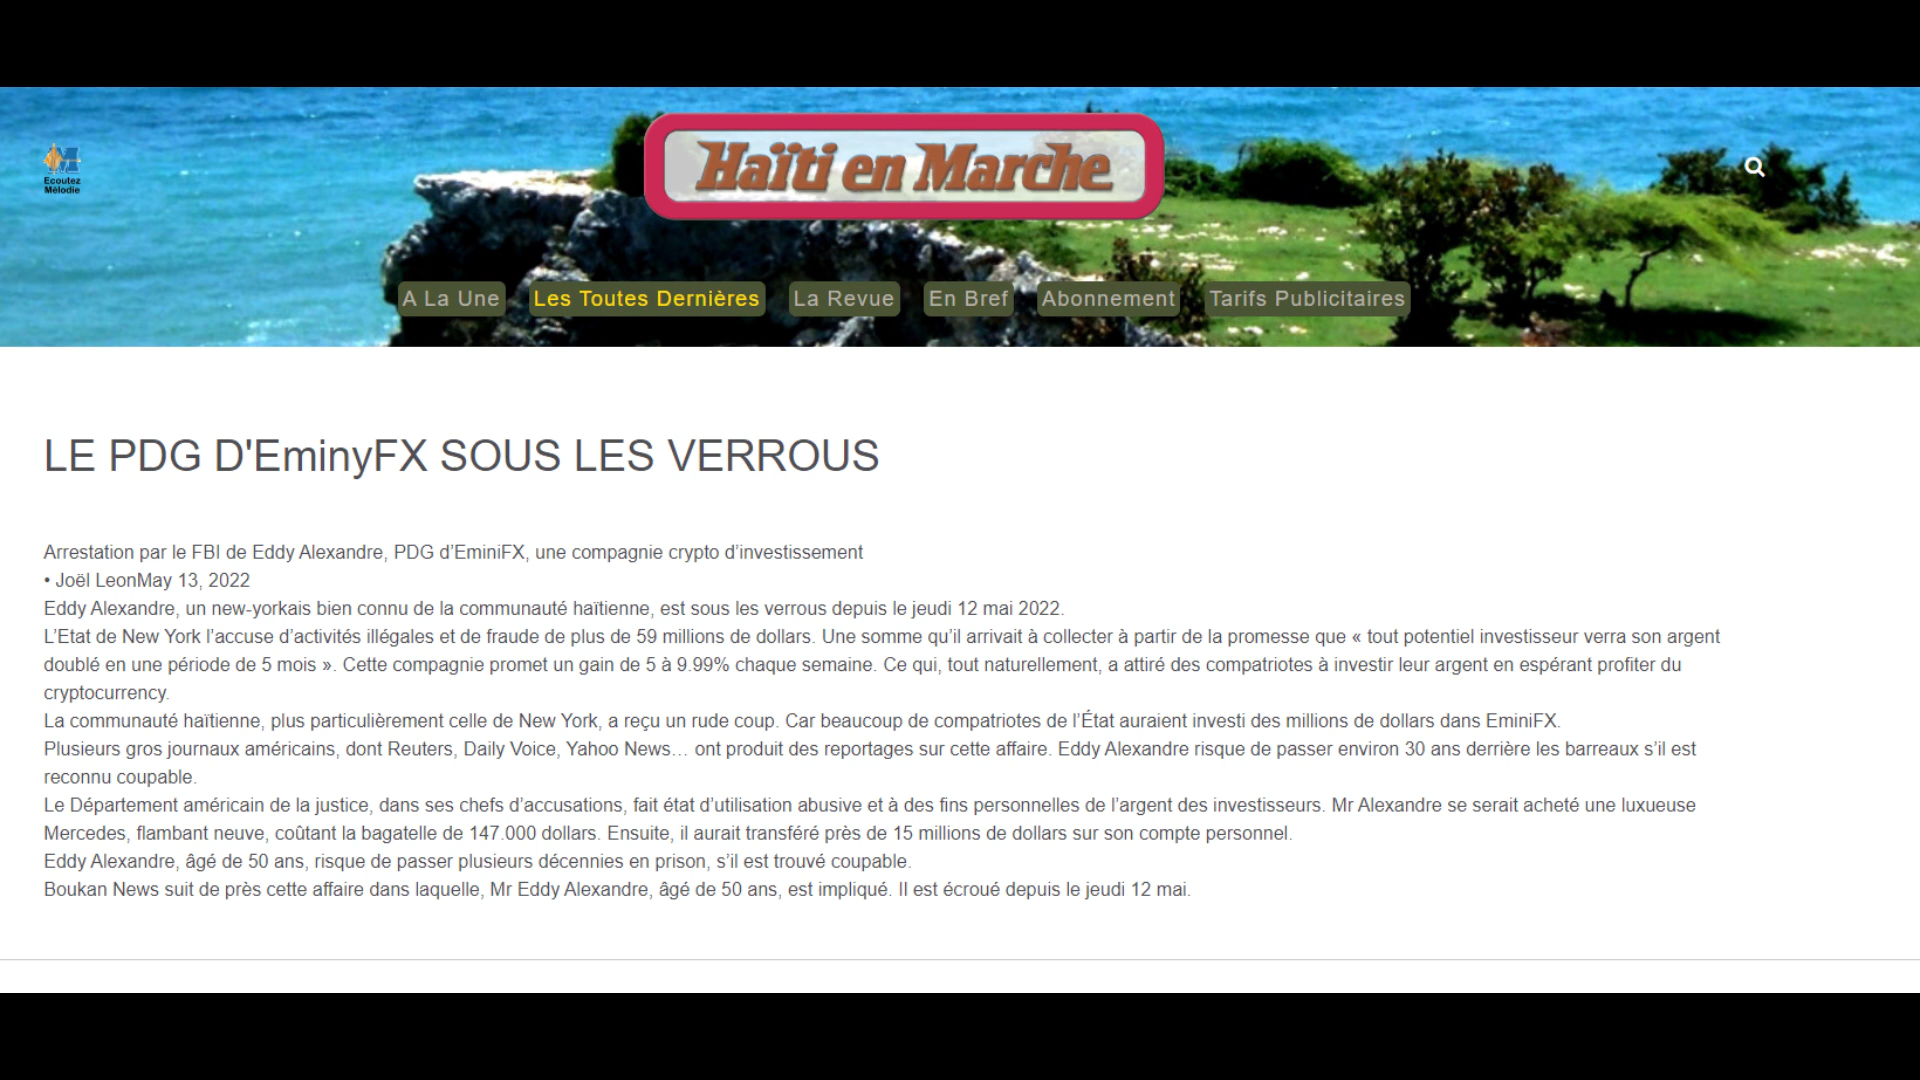 Haïti en Marche
Ecoutez
Mélodie
A La Une
Les Toutes Dernières
La Revue
En Bref
Abonnement
Tarifs Publicitaires
LE PDG D'EminyFX SOUS LES VERROUS
Arrestation par le FBI de Eddy Alexandre, PDG d’EminiFX, une compagnie crypto d’investissement
• Joël LeonMay 13, 2022
Eddy Alexandre, un new-yorkais bien connu de la communauté haïtienne, est sous les verrous depuis le jeudi 12 mai 2022.
L’Etat de New York l’accuse d’activités illégales et de fraude de plus de 59 millions de dollars. Une somme qu’il arrivait à collecter à partir de la promesse que « tout potentiel investisseur verra son argent
doublé en une période de 5 mois ». Cette compagnie promet un gain de 5 à 9.99% chaque semaine. Ce qui, tout naturellement, a attiré des compatriotes à investir leur argent en espérant profiter du
cryptocurrency.
La communauté haïtienne, plus particulièrement celle de New York, a reçu un rude coup. Car beaucoup de compatriotes de l’État auraient investi des millions de dollars dans EminiFX.
Plusieurs gros journaux américains, dont Reuters, Daily Voice, Yahoo News… ont produit des reportages sur cette affaire. Eddy Alexandre risque de passer environ 30 ans derrière les barreaux s’il est
reconnu coupable.
Le Département américain de la justice, dans ses chefs d’accusations, fait état d’utilisation abusive et à des fins personnelles de l’argent des investisseurs. Mr Alexandre se serait acheté une luxueuse
Mercedes, flambant neuve, coûtant la bagatelle de 147.000 dollars. Ensuite, il aurait transféré près de 15 millions de dollars sur son compte personnel.
Eddy Alexandre, âgé de 50 ans, risque de passer plusieurs décennies en prison, s’il est trouvé coupable.
Boukan News suit de près cette affaire dans laquelle, Mr Eddy Alexandre, âgé de 50 ans, est impliqué. Il est écroué depuis le jeudi 12 mai.